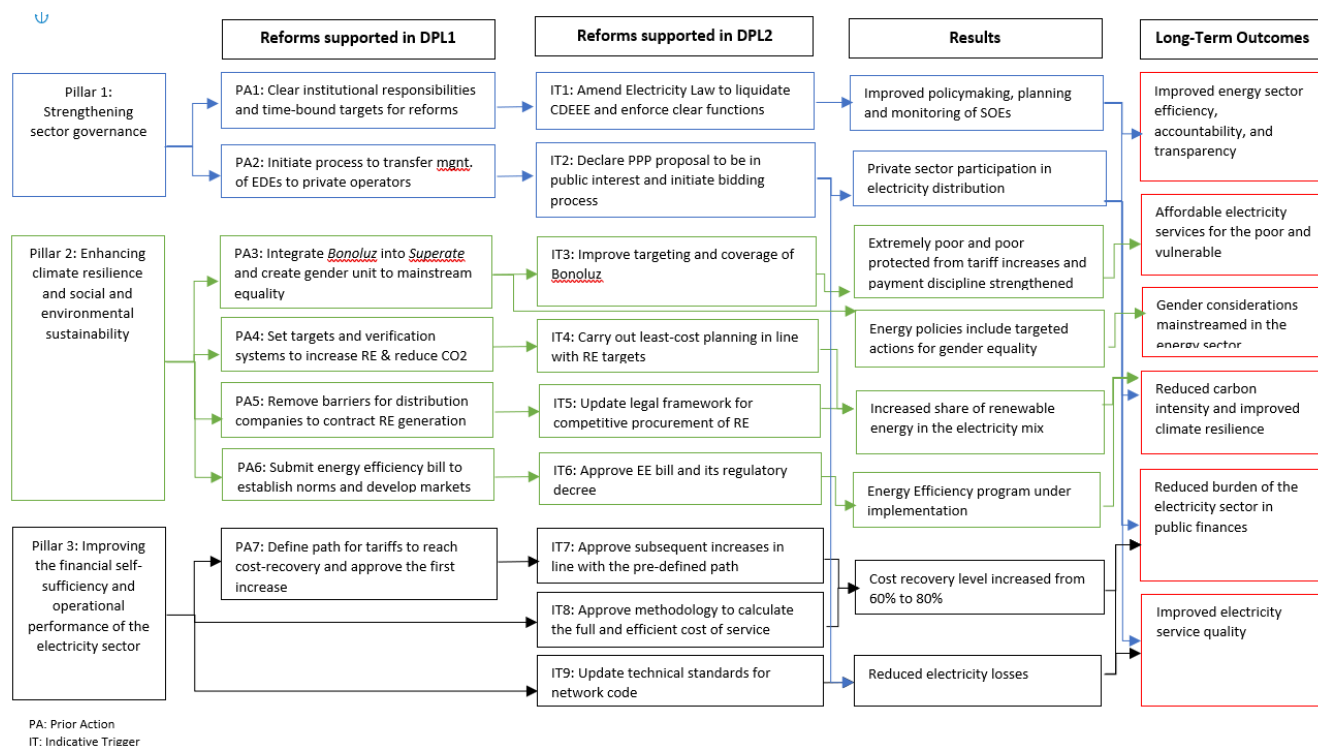 Reforms supported in DPL1
Reforms supported in DPL2
Results
Long-Term Outcomes
Pillar 1:
Strengthening
sector governance
PA1: Clear institutional responsibilities
and time-bound targets for reforms
IT1: Amend Electricity Law to liquidate
CDEEE and enforce clear functions
Improved policymaking, planning
and monitoring of SOEs
Improved energy sector
efficiency,
accountability, and
transparency
PA2: Initiate process to transfer mgnt.
of EDEs to private operators
IT2: Declare PPP proposal to be in
public interest and initiate bidding
process
Private sector participation in
electricity distribution
Pillar 2: Enhancing
climate resilience
and social and
environmental
sustainability
PA3: Integrate Bonoluz into Superate
and create gender unit to mainstream
equality
IT3: Improve targeting and coverage of
Bonoluz
Extremely poor and poor
protected from tariff increases and
payment discipline strengthened
Affordable electricity
services for the poor and
vulnerable
PA4: Set targets and verification
systems to increase RE & reduce CO2
IT4: Carry out least-cost planning in line
with RE targets
Energy policies include targeted
actions for gender equality
Gender considerations
mainstreamed in the
energy sector
PA5: Remove barriers for distribution
companies to contract RE generation
IT5: Update legal framework for
competitive procurement of RE
Increased share of renewable
energy in the electricity mix
Reduced carbon
intensity and improved
climate resilience
PA6: Submit energy efficiency bill to
establish norms and develop markets
IT6: Approve EE bill and its regulatory
decree
Energy Efficiency program under
implementation
Reduced burden of the
electricity sector in
public finances
Pillar 3: Improving
the financial self-
sufficiency and
operational
performance of the
electricity sector
PA7: Define path for tariffs to reach
cost-recovery and approve the first
increase
IT7: Approve subsequent increases in
line with the pre-defined path
Cost recovery level increased from
60% to 80%
IT8: Approve methodology to calculate
the full and efficient cost of service
Improved electricity
service quality
IT9: Update technical standards for
network code
Reduced electricity losses
PA: Prior Action
IT: Indicative Trigger